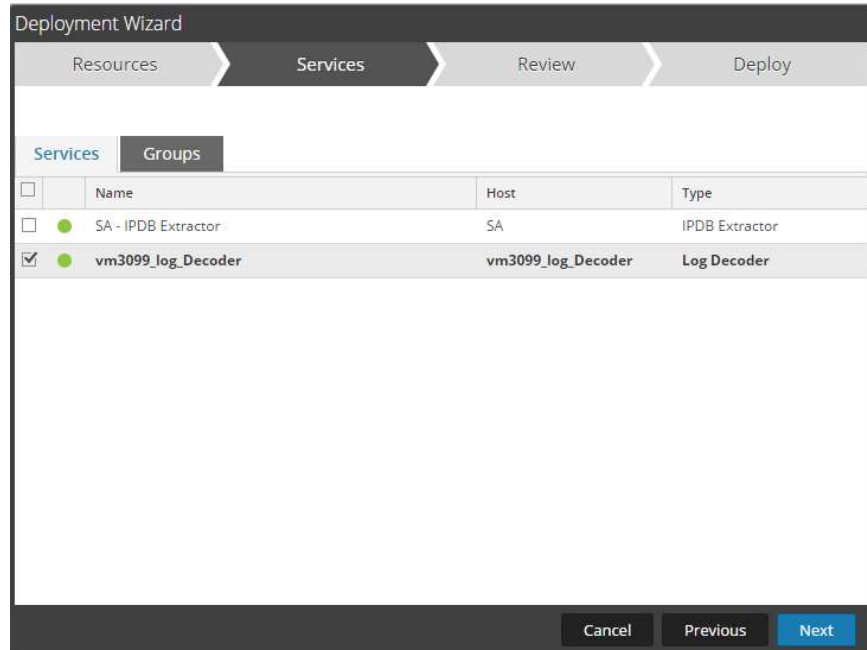 Deployment Wizard
Resources Services Review Deploy
Services Groups
Name Host Type
SA - IPDB Extractor SA IPDB Extractor
vm3099_log_Decoder vm3099_log_Decoder Log Decoder
Cancel Previous Next